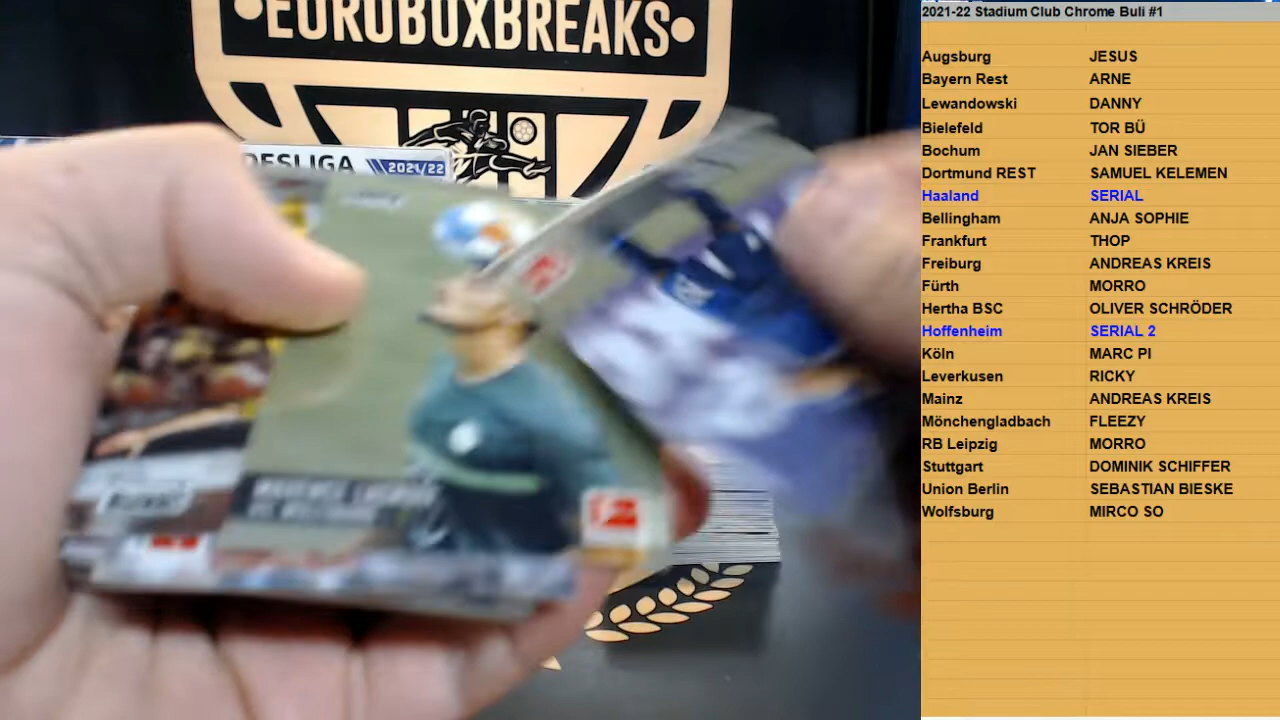 EUROBOXBREAKS
DESLIGA 2021/22
2021-22 Stadium Club Chrome Buli #1
Augsburg JESUS
Bayern Rest ARNE
Lewandowski DANNY
Bielefeld TOR BÜ
Bochum JAN SIEBER
Dortmund REST SAMUEL KELEMEN
Haaland SERIAL
Bellingham ANJA SOPHIE
Frankfurt THOP
Freiburg ANDREAS KREIS
Fürth MORRO
Hertha BSC OLIVER SCHRÖDER
Hoffenheim SERIAL 2
Köln MARC PI
Leverkusen RICKY
Mainz ANDREAS KREIS
Mönchengladbach FLEEZY
RB Leipzig MORRO
Stuttgart DOMINIK SCHIFFER
Union Berlin SEBASTIAN BIESKE
Wolfsburg MIRCO SO